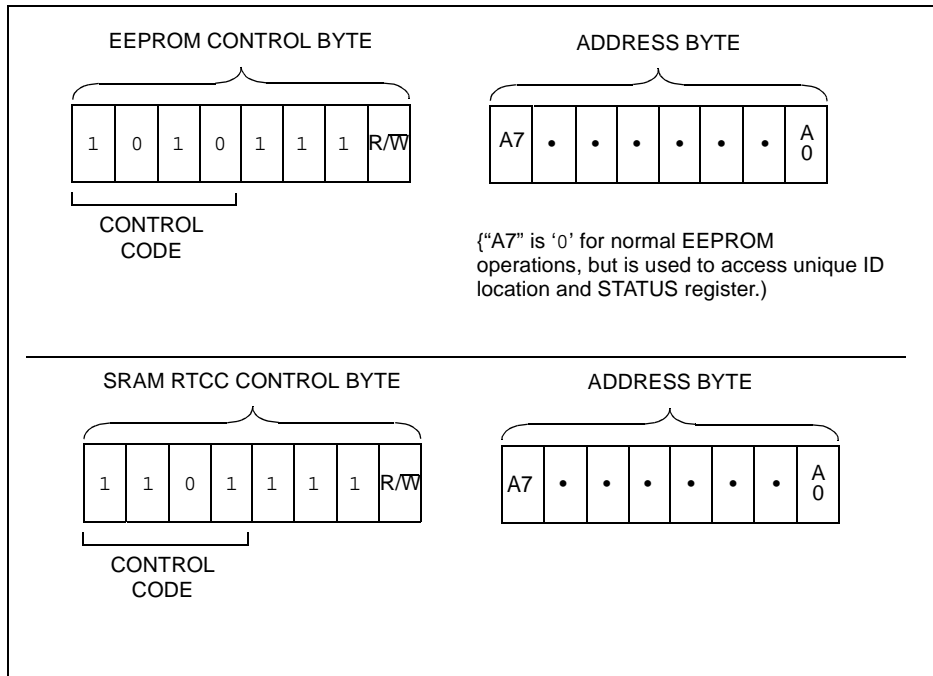 EEPROM CONTROL BYTE
ADDRESS BYTE
1 0 1 0 1 1 1 R/W̅
A7 • • • • • • A0
CONTROL
CODE
{“A7” is ‘0’ for normal EEPROM
operations, but is used to access unique ID
location and STATUS register.)
SRAM RTCC CONTROL BYTE
ADDRESS BYTE
1 1 0 1 1 1 1 R/W̅
A7 • • • • • • A0
CONTROL
CODE